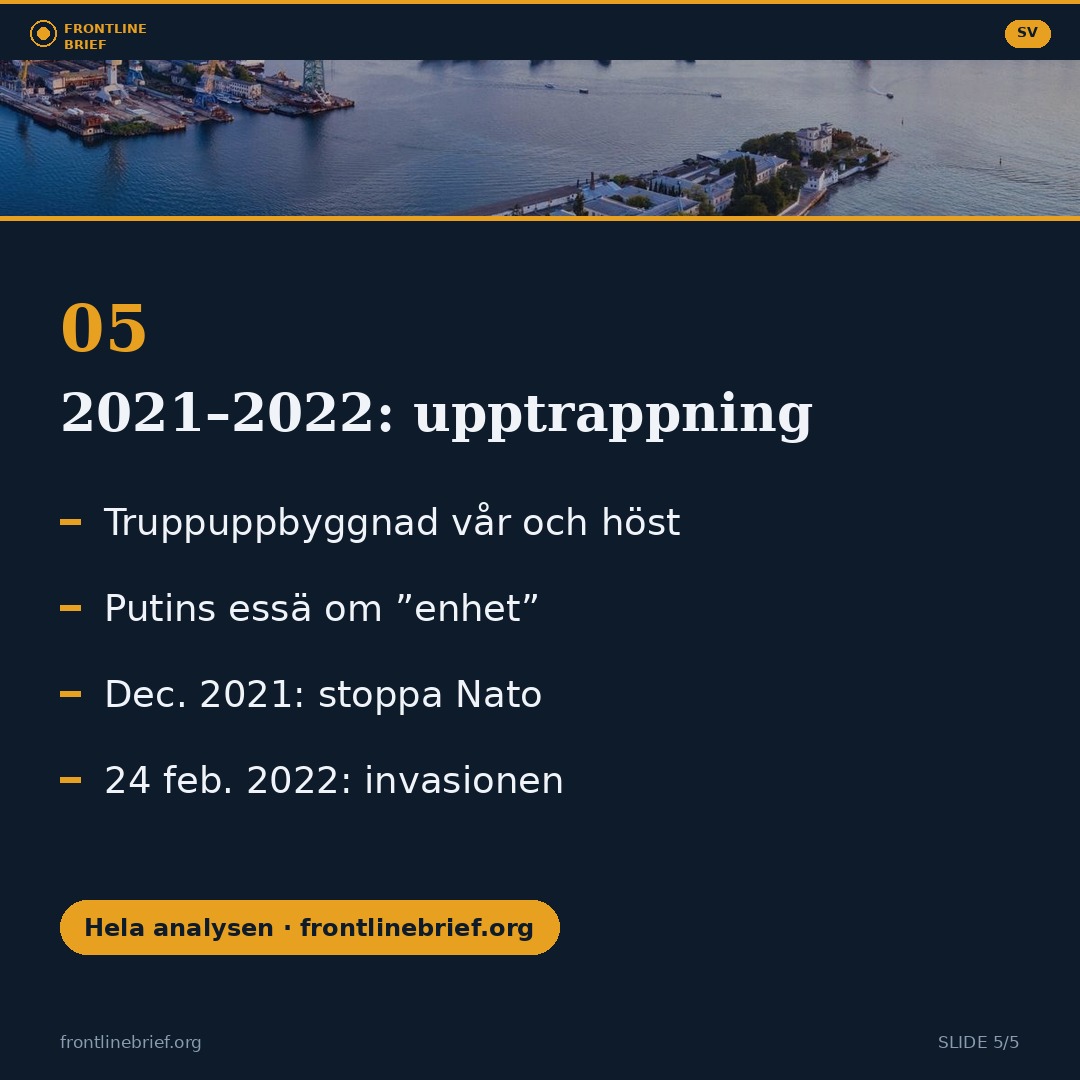 FRONTLINE
BRIEF
SV
05
2021–2022: upptrappning
Truppuppbyggnad vår och höst
Putins essä om ”enhet”
Dec. 2021: stoppa Nato
24 feb. 2022: invasionen
Hela analysen · frontlinebrief.org
frontlinebrief.org
SLIDE 5/5